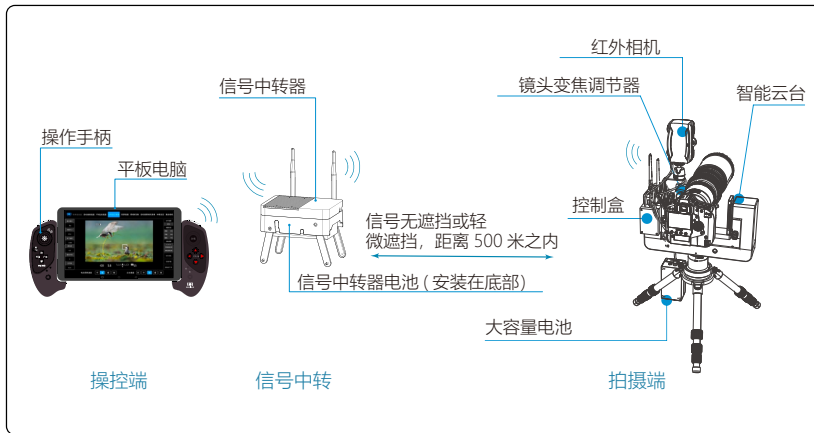 红外相机
信号中转器
镜头变焦调节器
智能云台
操作手柄
平板电脑
控制盒
信号无遮挡或轻
微遮挡，距离 500 米之内
信号中转器电池 ( 安装在底部 )
大容量电池
操控端
信号中转
拍摄端